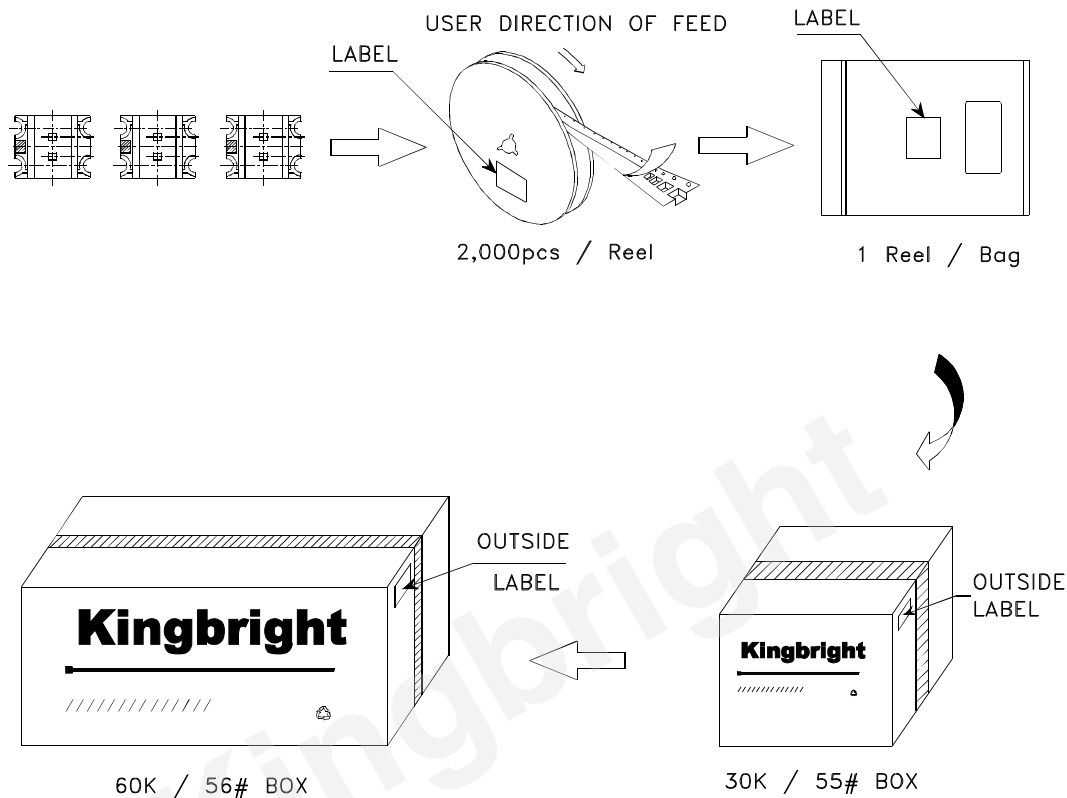 USER DIRECTION OF FEED
LABEL
LABEL
2,000pcs / Reel
1 Reel / Bag
OUTSIDE
LABEL
Kingbright
60K / 56# BOX
OUTSIDE
LABEL
Kingbright
30K / 55# BOX
Kingbright